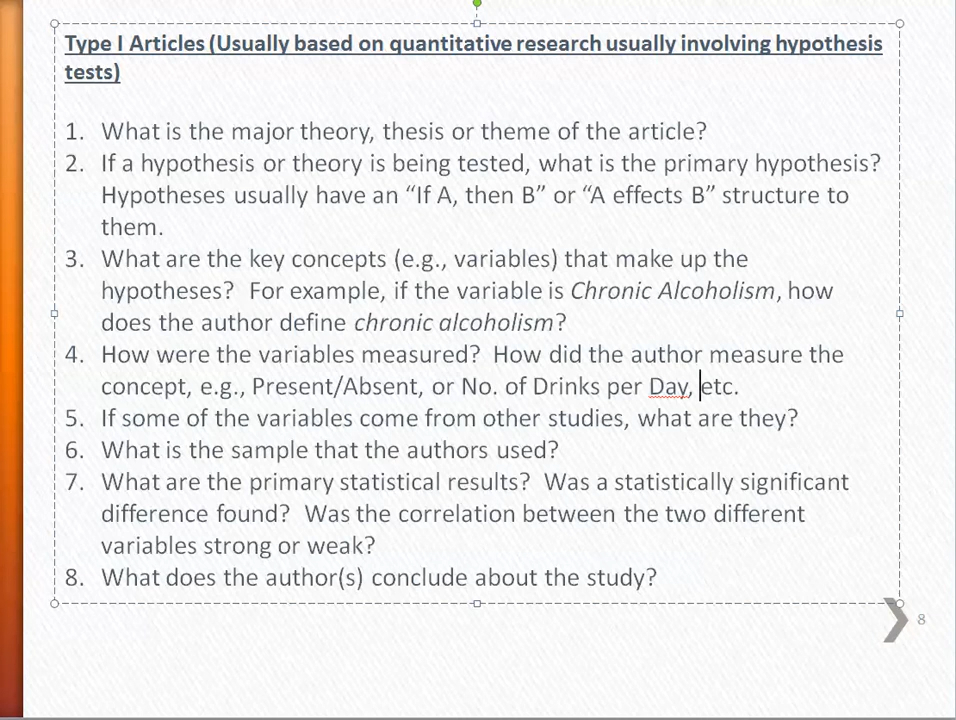 Type I Articles (Usually based on quantitative research usually involving hypothesis
tests)
1. What is the major theory, thesis or theme of the article?
2. If a hypothesis or theory is being tested, what is the primary hypothesis?
Hypotheses usually have an “If A, then B” or “A effects B” structure to
them.
3. What are the key concepts (e.g., variables) that make up the
hypotheses?  For example, if the variable is Chronic Alcoholism, how
does the author define chronic alcoholism?
4. How were the variables measured?  How did the author measure the
concept, e.g., Present/Absent, or No. of Drinks per Day, etc.
5. If some of the variables come from other studies, what are they?
6. What is the sample that the authors used?
7. What are the primary statistical results?  Was a statistically significant
difference found?  Was the correlation between the two different
variables strong or weak?
8. What does the author(s) conclude about the study?
8